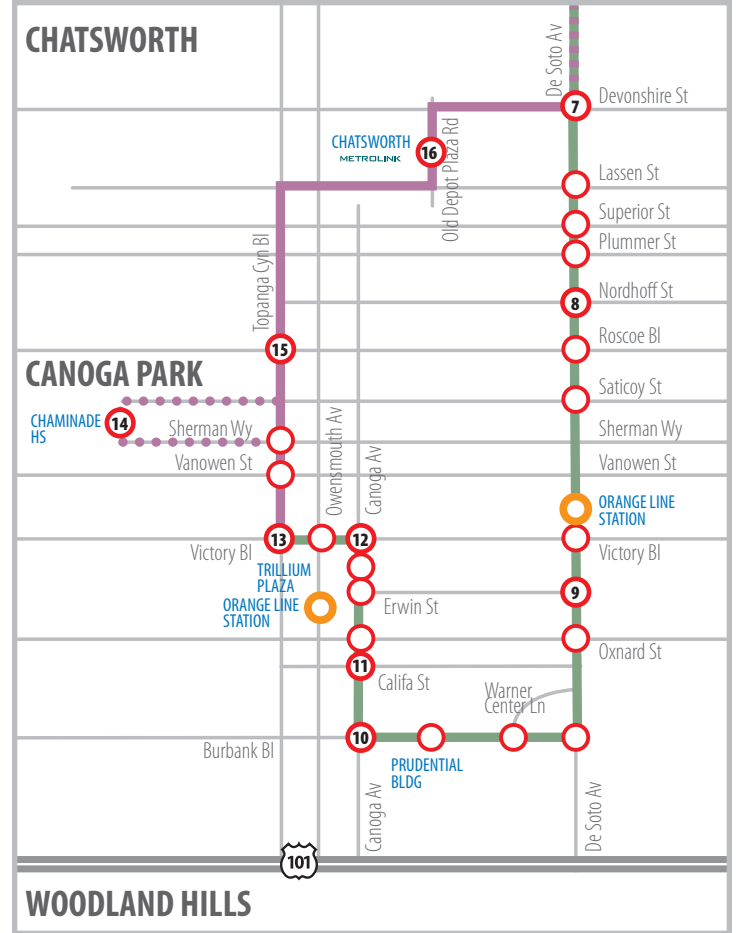 CHATSWORTH
De Soto Av
7
Devonshire St
CHATSWORTH
METROLINK
16
Old Depot Plaza Rd
Lassen St
Superior St
Plummer St
Topanga Cyn Bl
8
Nordhoff St
15
Roscoe Bl
CANOGA PARK
Saticoy St
CHAMINADE
HS
14
Sherman Wy
Owensmouth Av
Canoga Av
Sherman Wy
Vanowen St
Vanowen St
ORANGE LINE
STATION
13
12
Victory Bl
Victory Bl
TRILLIUM
PLAZA
ORANGE LINE
STATION
9
Erwin St
Oxnard St
11
Califa St
Warner
Center Ln
10
Burbank Bl
PRUDENTIAL
BLDG
Canoga Av
De Soto Av
101
WOODLAND HILLS